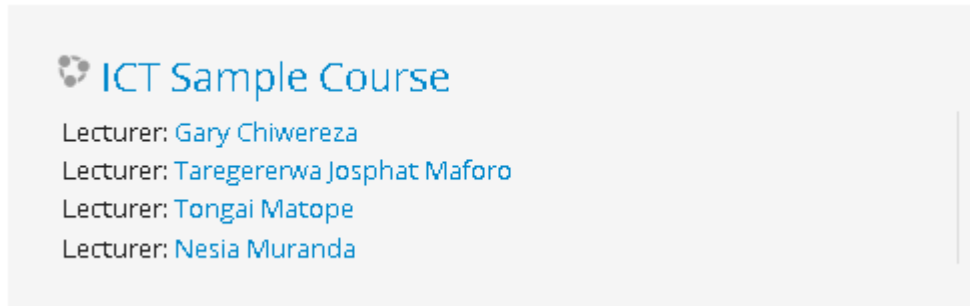 ICT Sample Course
Lecturer: Gary Chiwereza
Lecturer: Taregererwa Josphat Maforo
Lecturer: Tongai Matope
Lecturer: Nesia Muranda